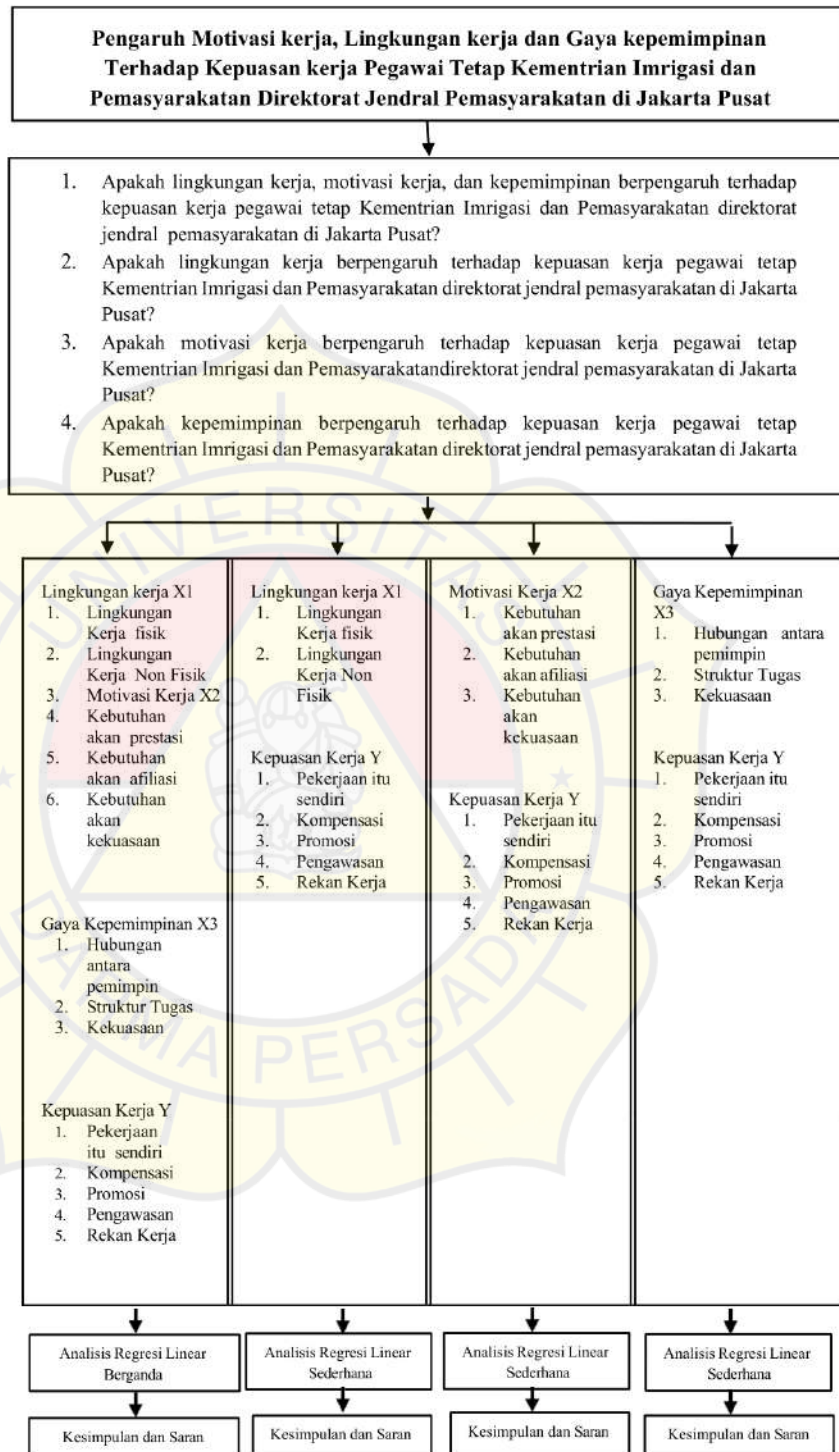 Pengaruh Motivasi kerja, Lingkungan kerja dan Gaya kepemimpinan
Terhadap Kepuasan kerja Pegawai Tetap Kementrian Imrigasi dan
Pemasyarakatan Direktorat Jendral Pemasyarakatan di Jakarta Pusat
1. Apakah lingkungan kerja, motivasi kerja, dan kepemimpinan berpengaruh terhadap
kepuasan kerja pegawai tetap Kementrian Imrigasi dan Pemasyarakatan direktorat
jendral pemasyarakatan di Jakarta Pusat?
2. Apakah lingkungan kerja berpengaruh terhadap kepuasan kerja pegawai tetap
Kementrian Imrigasi dan Pemasyarakatan direktorat jendral pemasyarakatan di Jakarta
Pusat?
3. Apakah motivasi kerja berpengaruh terhadap kepuasan kerja pegawai tetap
Kementrian Imrigasi dan Pemasyarakatandirektorat jendral pemasyarakatan di Jakarta
Pusat?
4. Apakah kepemimpinan berpengaruh terhadap kepuasan kerja pegawai tetap
Kementrian Imrigasi dan Pemasyarakatan direktorat jendral pemasyarakatan di Jakarta
Pusat?
Lingkungan kerja X1
1. Lingkungan
Kerja fisik
2. Lingkungan
Kerja Non Fisik
3. Motivasi Kerja X2
4. Kebutuhan
akan prestasi
5. Kebutuhan
akan afiliasi
6. Kebutuhan
akan
kekuasaan
Gaya Kepemimpinan X3
1. Hubungan
antara
pemimpin
2. Struktur Tugas
3. Kekuasaan
Kepuasan Kerja Y
1. Pekerjaan
itu sendiri
2. Kompensasi
3. Promosi
4. Pengawasan
5. Rekan Kerja
Lingkungan kerja X1
1. Lingkungan
Kerja fisik
2. Lingkungan
Kerja Non
Fisik
Kepuasan Kerja Y
1. Pekerjaan itu
sendiri
2. Kompensasi
3. Promosi
4. Pengawasan
5. Rekan Kerja
Motivasi Kerja X2
1. Kebutuhan
akan prestasi
2. Kebutuhan
akan afiliasi
3. Kebutuhan
akan
kekuasaan
Kepuasan Kerja Y
1. Pekerjaan itu
sendiri
2. Kompensasi
3. Promosi
4. Pengawasan
5. Rekan Kerja
Gaya Kepemimpinan
X3
1. Hubungan antara
pemimpin
2. Struktur Tugas
3. Kekuasaan
Kepuasan Kerja Y
1. Pekerjaan itu
sendiri
2. Kompensasi
3. Promosi
4. Pengawasan
5. Rekan Kerja
Analisis Regresi Linear
Berganda
Analisis Regresi Linear
Sederhana
Analisis Regresi Linear
Sederhana
Analisis Regresi Linear
Sederhana
Kesimpulan dan Saran
Kesimpulan dan Saran
Kesimpulan dan Saran
Kesimpulan dan Saran
UNIVERSITAS
DARMA PERSADA